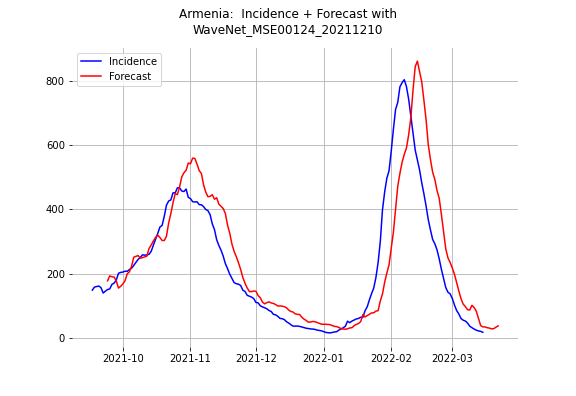 Armenia:  Incidence + Forecast with
WaveNet_MSE00124_20211210
Incidence
Forecast
800
600
400
200
0
2021-10 2021-11 2021-12 2022-01 2022-02 2022-03